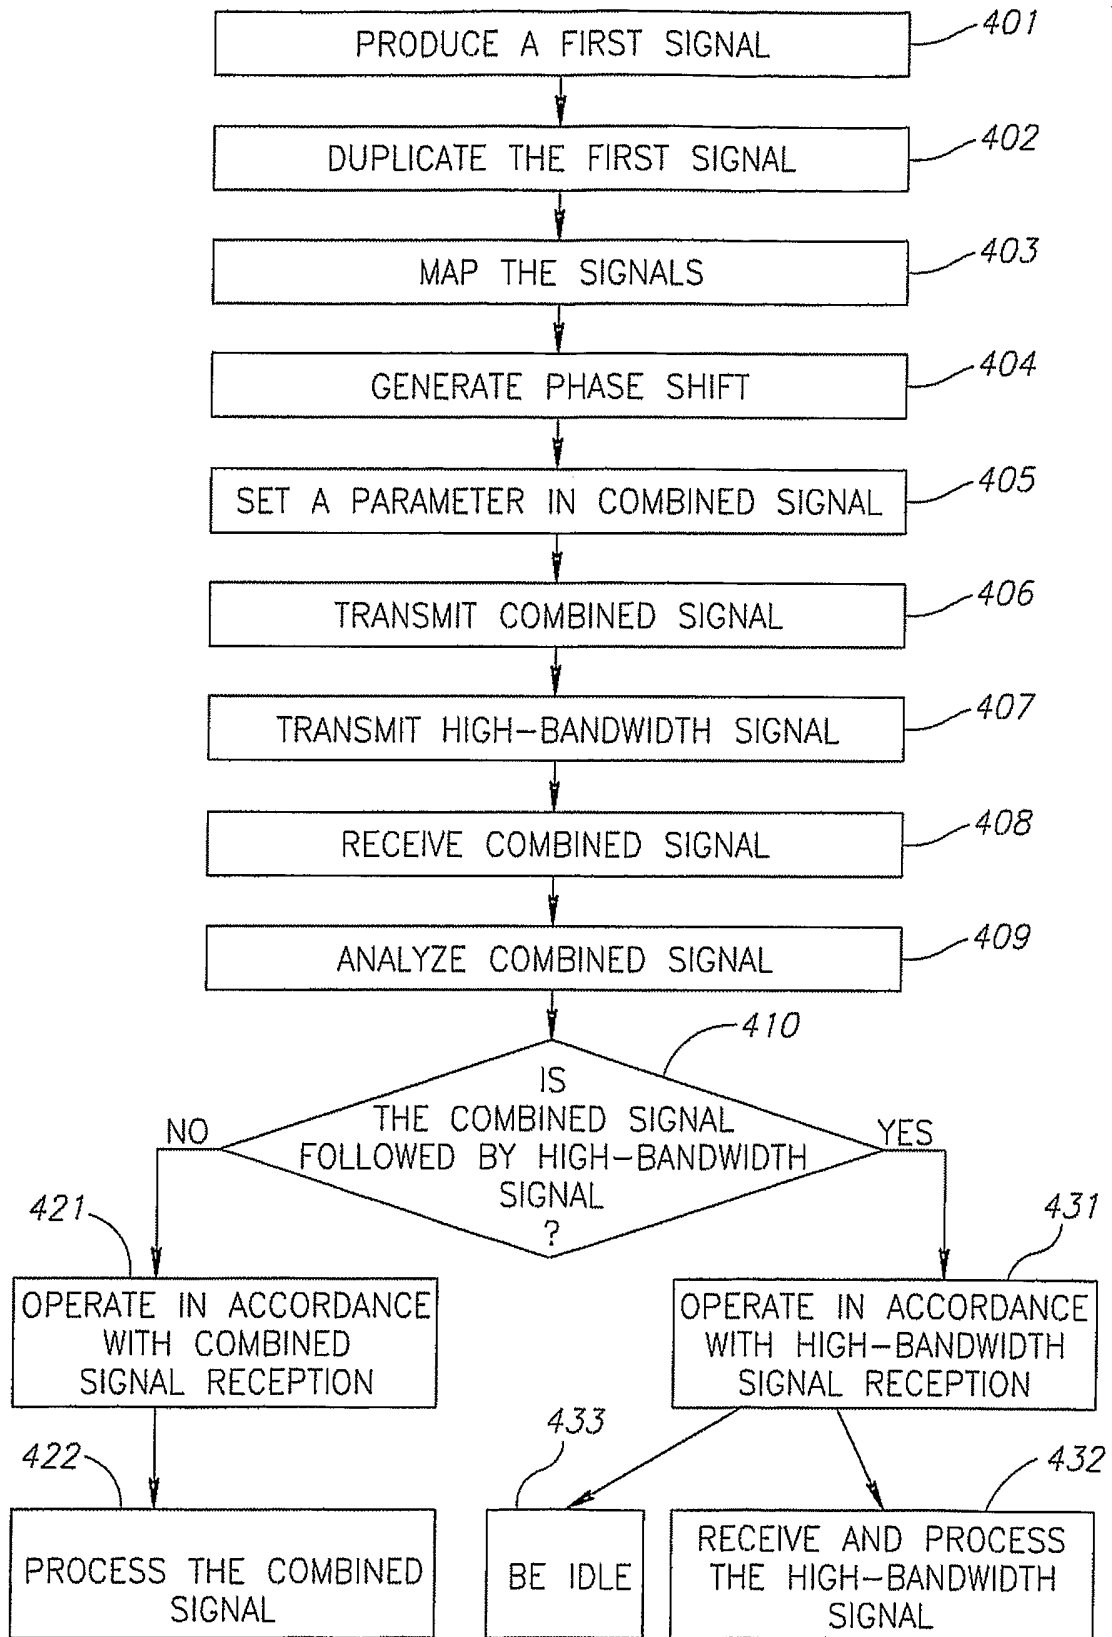 PRODUCE A FIRST SIGNAL
401
DUPLICATE THE FIRST SIGNAL
402
MAP THE SIGNALS
403
GENERATE PHASE SHIFT
404
SET A PARAMETER IN COMBINED SIGNAL
405
TRANSMIT COMBINED SIGNAL
406
TRANSMIT HIGH-BANDWIDTH SIGNAL
407
RECEIVE COMBINED SIGNAL
408
ANALYZE COMBINED SIGNAL
409
410
IS
THE COMBINED SIGNAL
FOLLOWED BY HIGH-BANDWIDTH
SIGNAL
?
NO
YES
421
OPERATE IN ACCORDANCE
WITH COMBINED
SIGNAL RECEPTION
431
OPERATE IN ACCORDANCE
WITH HIGH-BANDWIDTH
SIGNAL RECEPTION
422
PROCESS THE COMBINED
SIGNAL
433
BE IDLE
432
RECEIVE AND PROCESS
THE HIGH-BANDWIDTH
SIGNAL